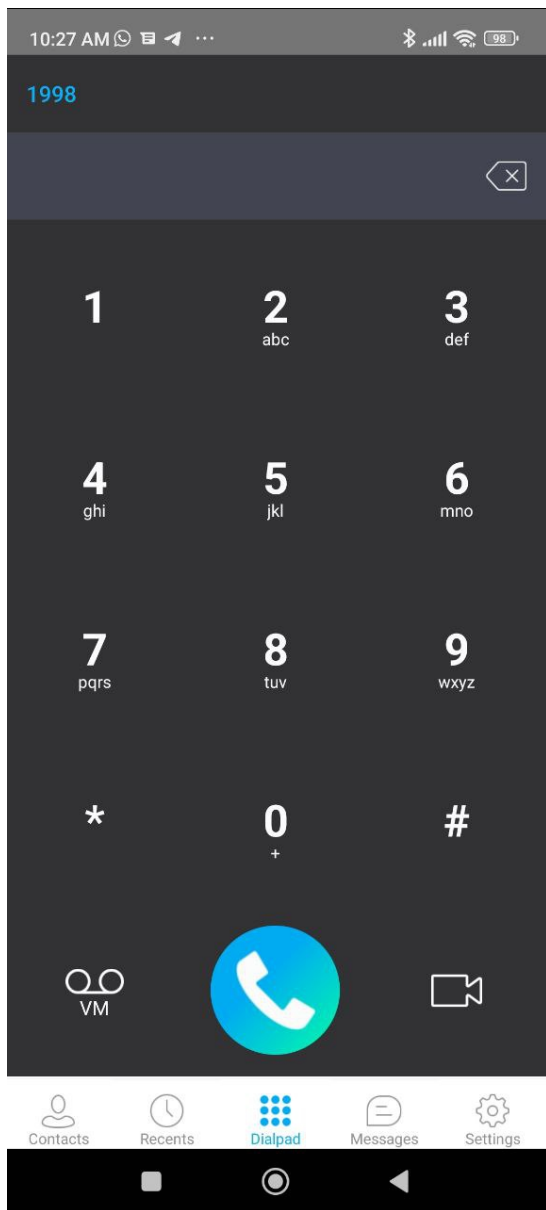 10:27 AM ... 98
1998
1 2 3
abc def
4 5 6
ghi jkl mno
7 8 9
pqrs tuv wxyz
* 0 #
+
VM
Contacts Recents Dialpad Messages Settings